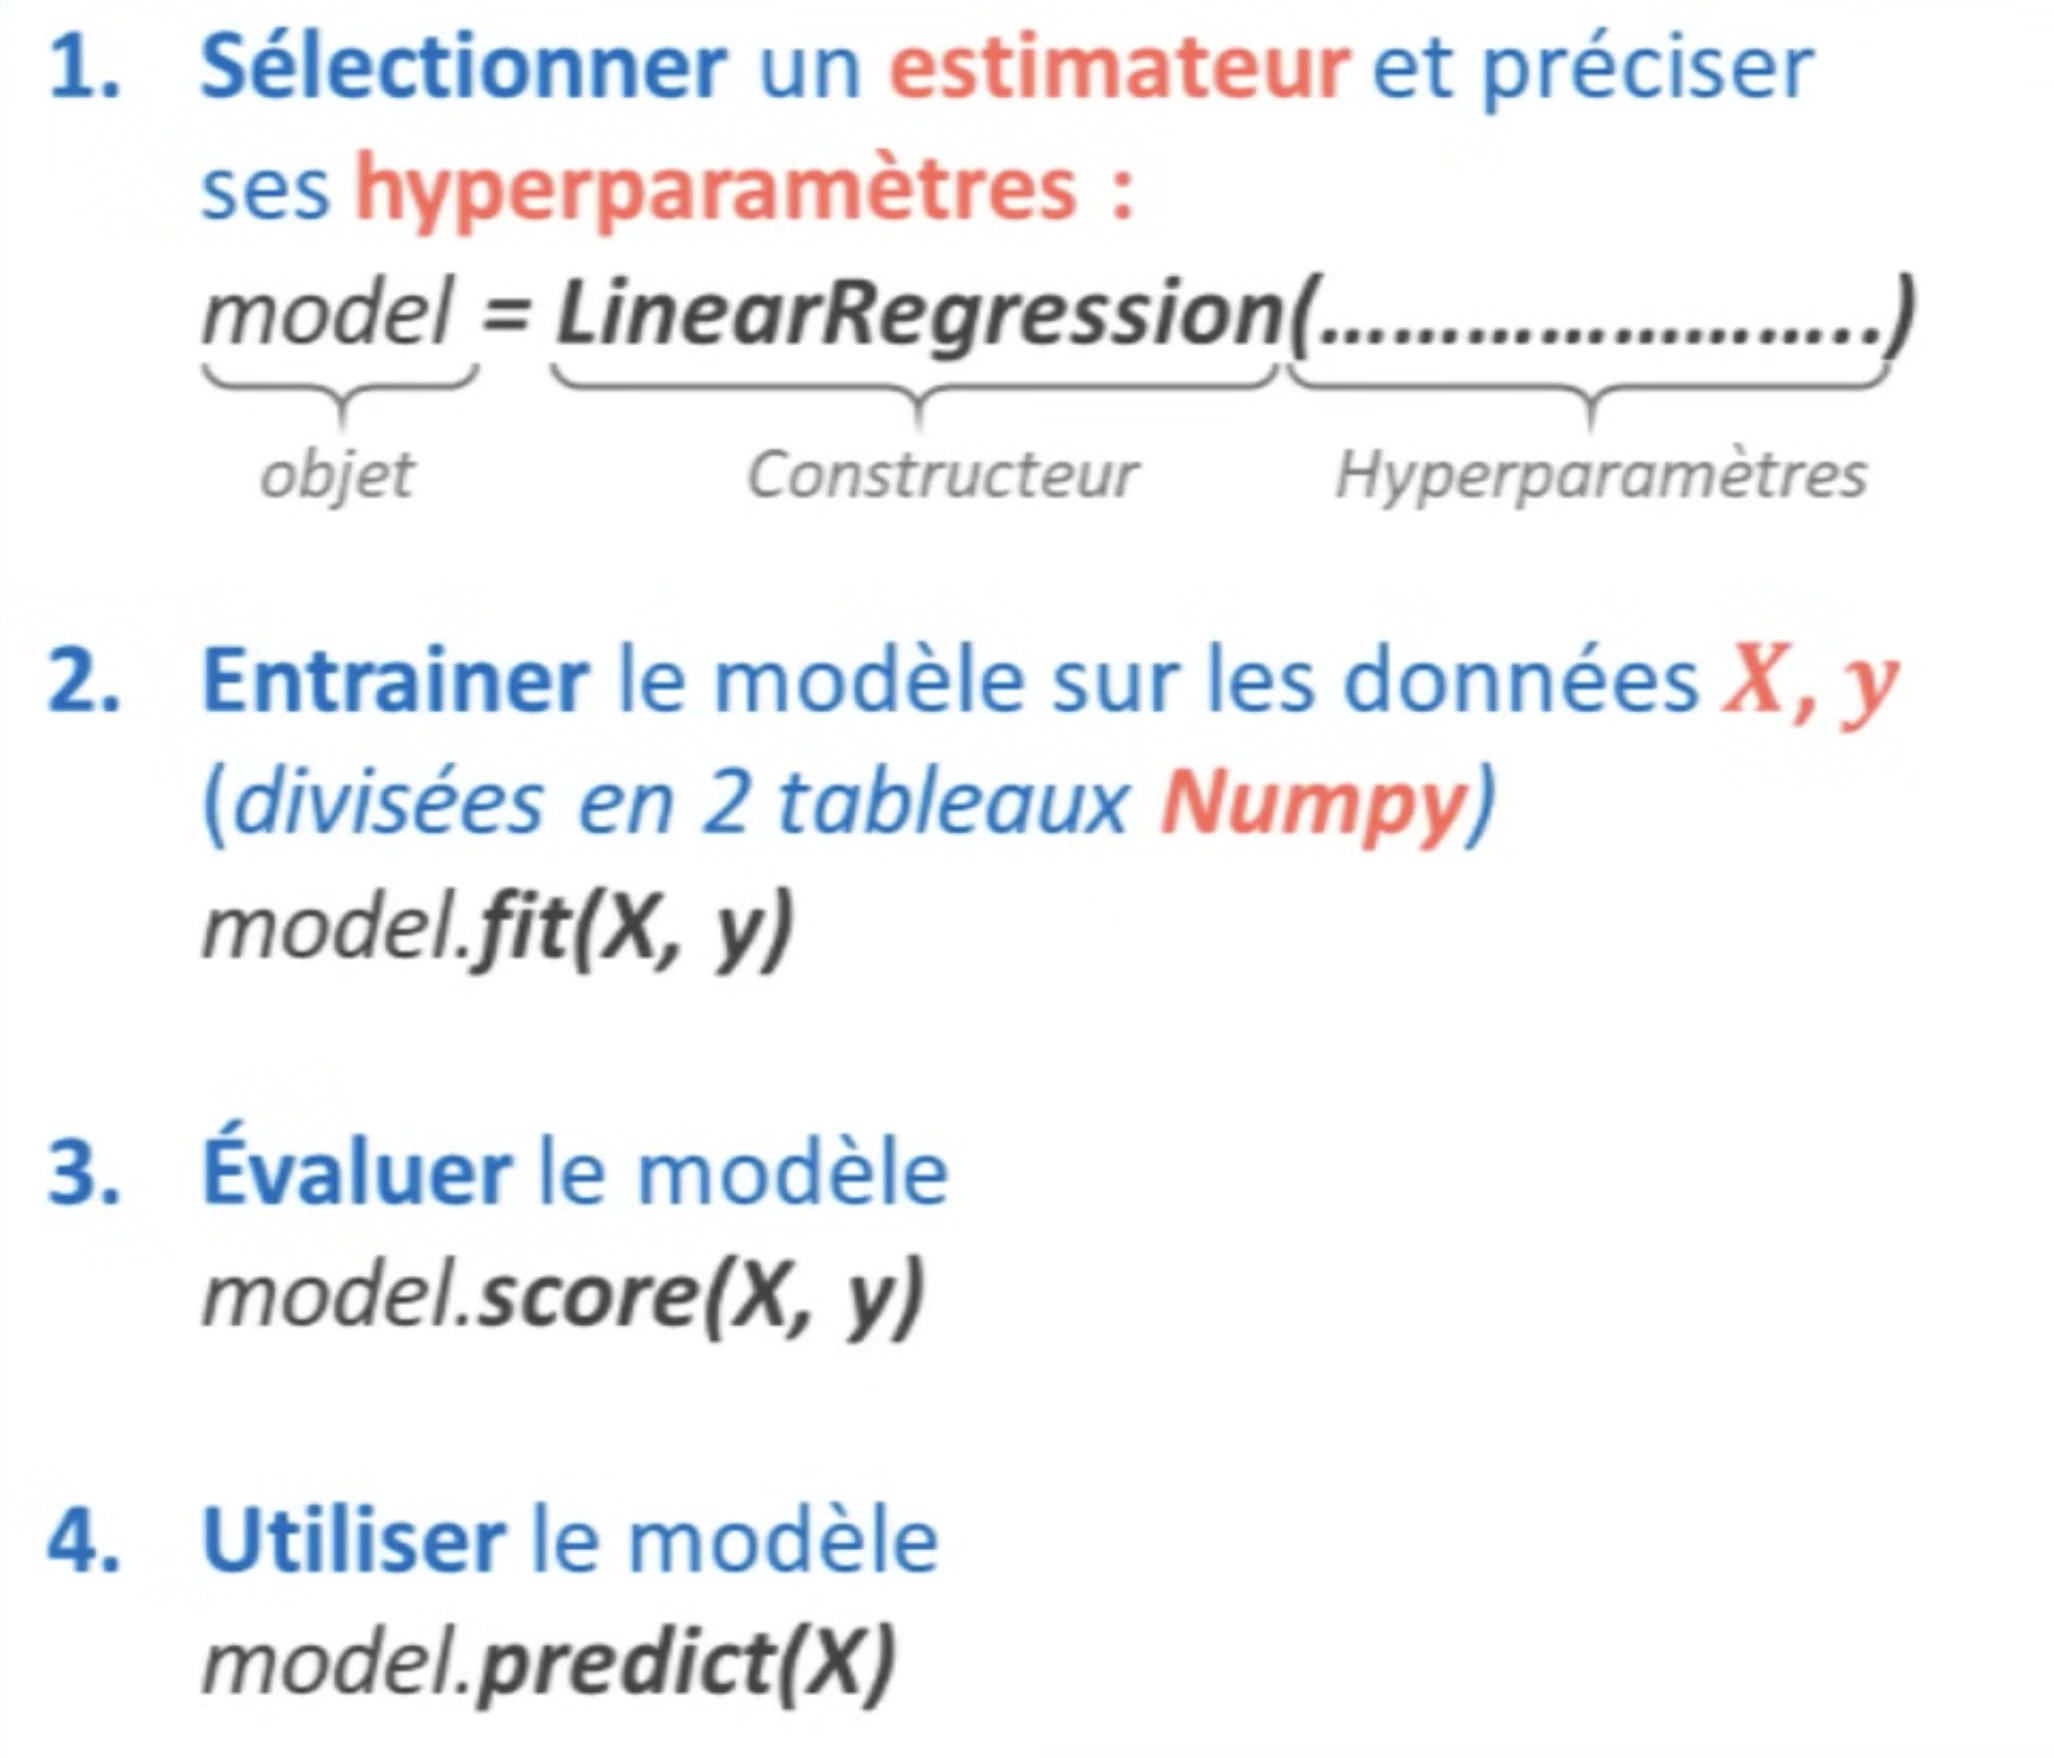 1. Sélectionner un estimateur et préciser
ses hyperparamètres :
model = LinearRegression(........................)
objet Constructeur Hyperparamètres
2. Entrainer le modèle sur les données X, y
(divisées en 2 tableaux Numpy)
model.fit(X, y)
3. Évaluer le modèle
model.score(X, y)
4. Utiliser le modèle
model.predict(X)